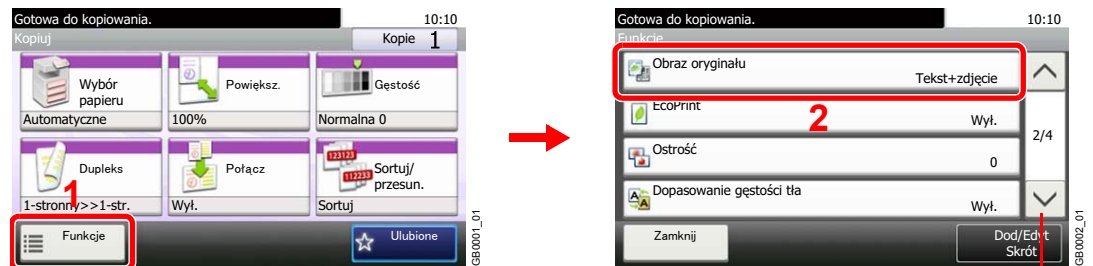 Gotowa do kopiowania.
10:10
Kopiuj
Kopie 1
Wybór
papieru
Automatyczne
Powiększ.
100%
Gęstość
Normalna 0
Dupleks
1-stronny>>1-str.
Połącz
Wył.
123123
112233
Sortuj/
przesun.
Sortuj
1
Funkcje
Ulubione
GB0001_01
Gotowa do kopiowania.
10:10
Funkcje
Obraz oryginału
Tekst+zdjęcie
EcoPrint
Wył.
2
2/4
Ostrość
0
Dopasowanie gęstości tła
Wył.
Zamknij
Dod/Edyt
Skrót
GB0002_01